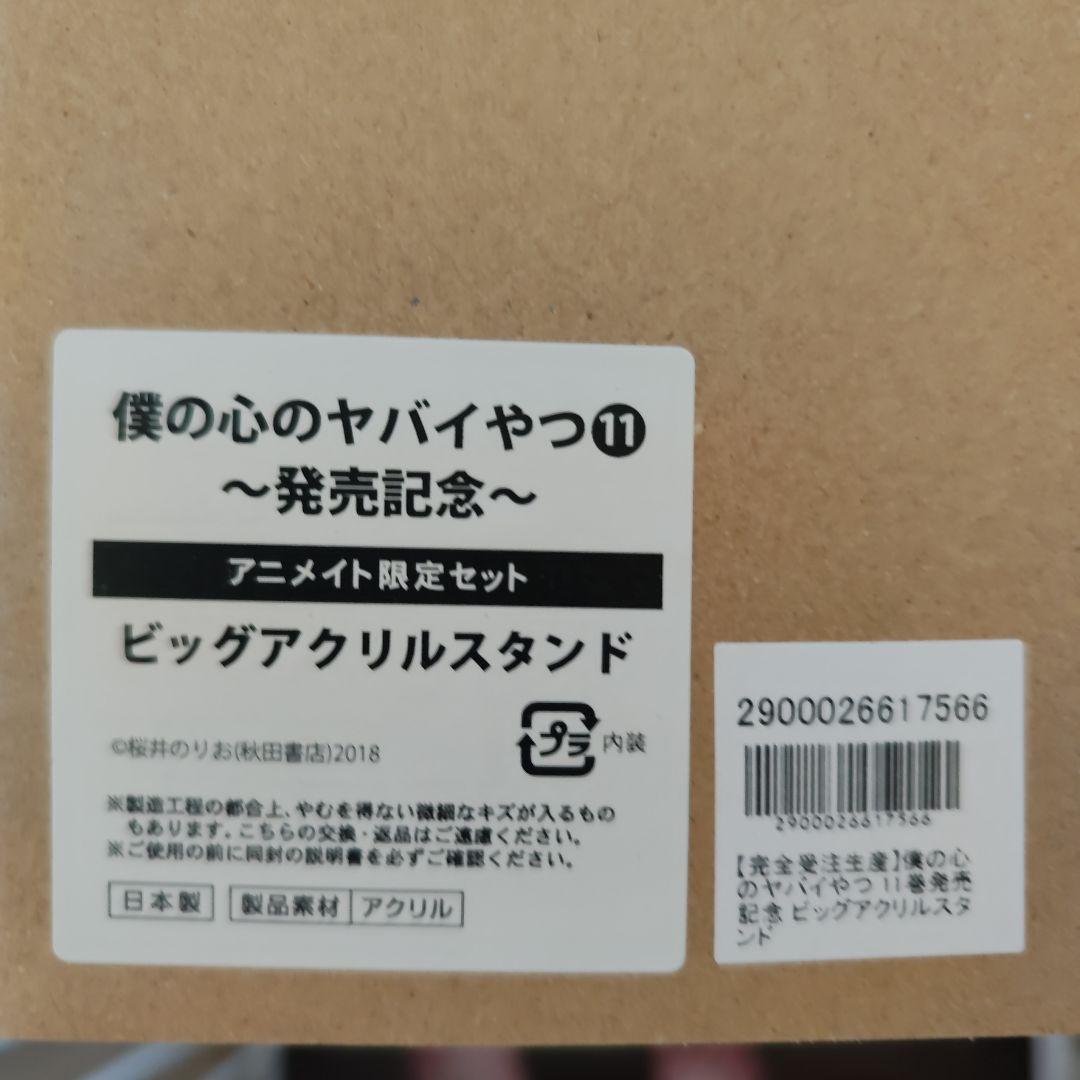 僕の心のヤバイやつ⓫
～発売記念～
アニメイト限定セット
ビッグアクリルスタンド
プラ 内装
©桜井のりお(秋田書店)2018
※製造工程の都合上、やむを得ない微細なキズが入るもの
もあります。こちらの交換・返品はご遠慮ください。
※ご使用の前に同封の説明書を必ずご確認ください。
日本製 製品素材 アクリル
2900026617566
2900026617566
【完全受注生産】僕の心
のヤバイやつ 11巻発売
記念 ビッグアクリルスタ
ンド